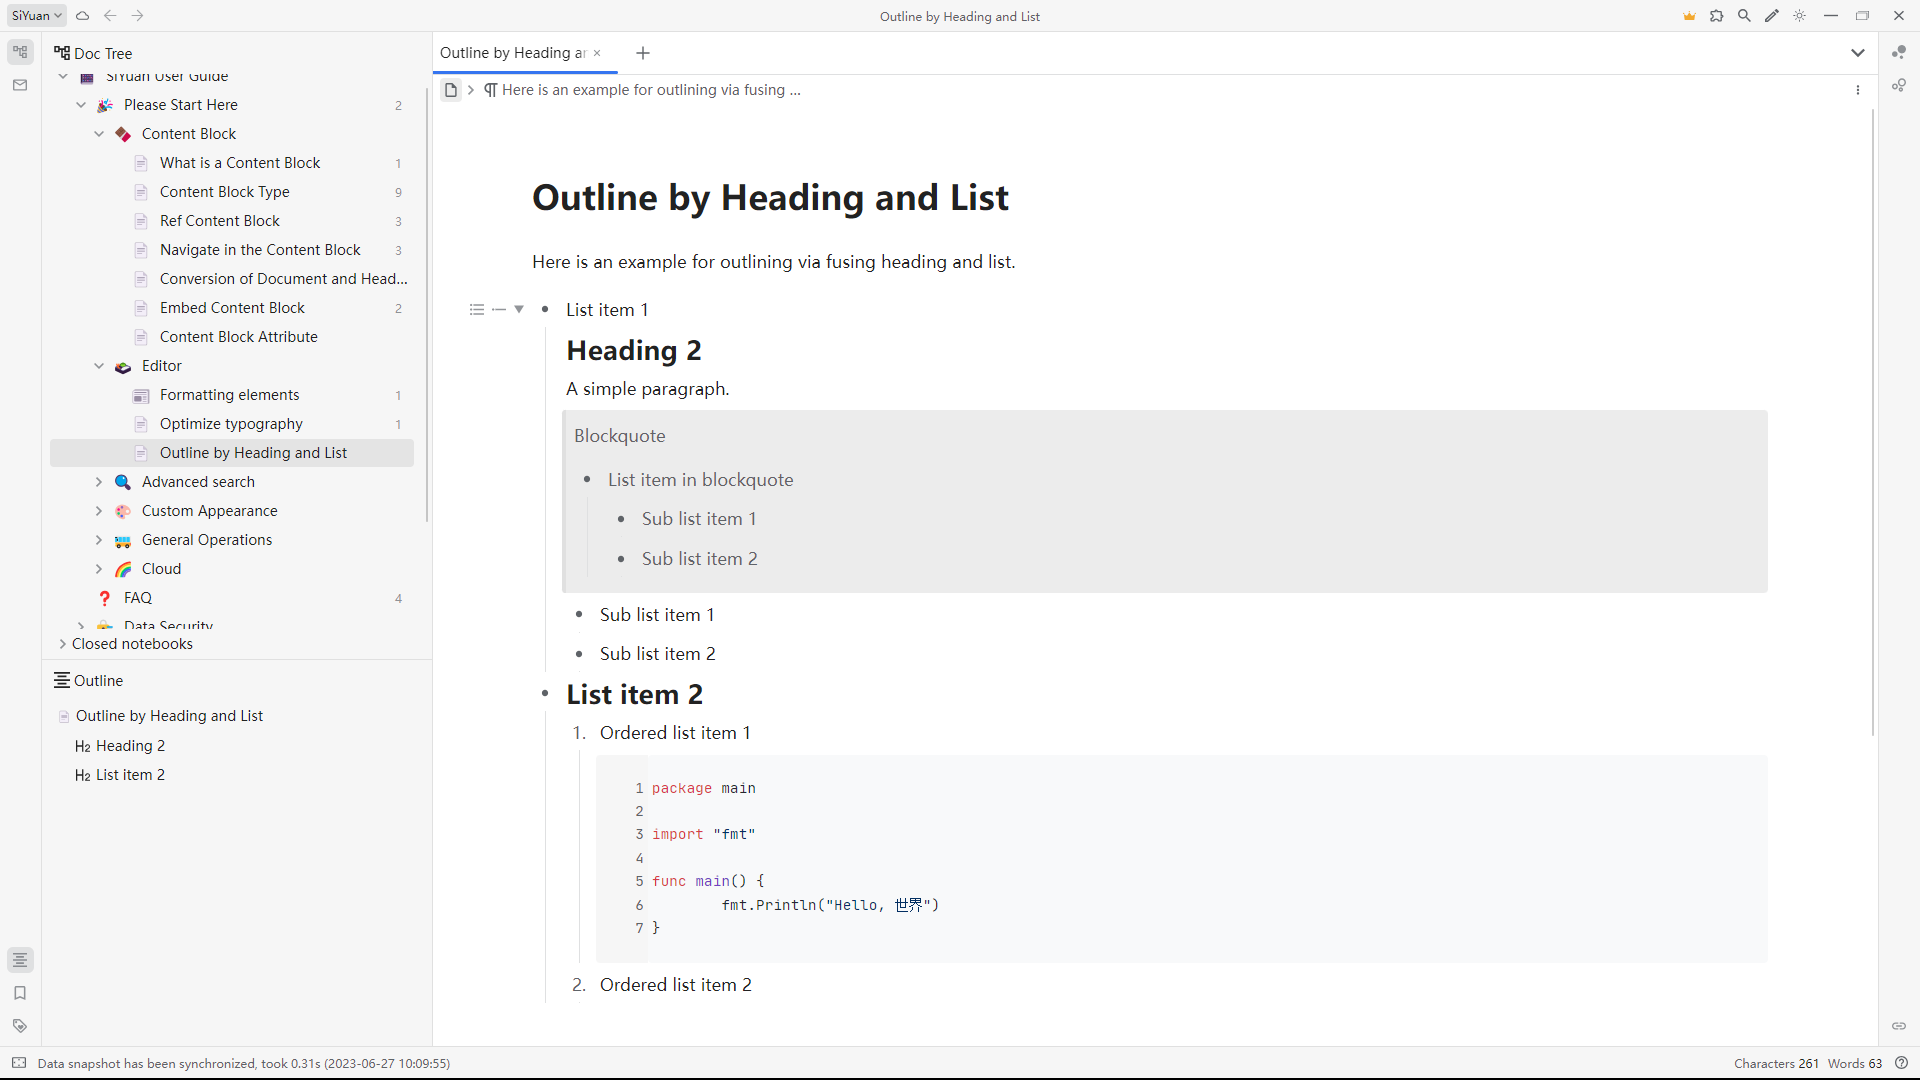 SiYuan
Outline by Heading and List
Doc Tree
SiYuan User Guide
Please Start Here 2
Content Block
What is a Content Block 1
Content Block Type 9
Ref Content Block 3
Navigate in the Content Block 3
Conversion of Document and Head...
Embed Content Block 2
Content Block Attribute
Editor
Formatting elements 1
Optimize typography 1
Outline by Heading and List
Advanced search
Custom Appearance
General Operations
Cloud
FAQ 4
Data Security
Closed notebooks
Outline
Outline by Heading and List
H2 Heading 2
H2 List item 2
Outline by Heading ar
Here is an example for outlining via fusing ...
Outline by Heading and List
Here is an example for outlining via fusing heading and list.
• List item 1
Heading 2
A simple paragraph.
Blockquote
• List item in blockquote
• Sub list item 1
• Sub list item 2
• Sub list item 1
• Sub list item 2
• List item 2
1. Ordered list item 1
1 package main
2
3 import "fmt"
4
5 func main() {
6 fmt.Println("Hello, 世界")
7 }
2. Ordered list item 2
Data snapshot has been synchronized, took 0.31s (2023-06-27 10:09:55)
Characters 261 Words 63